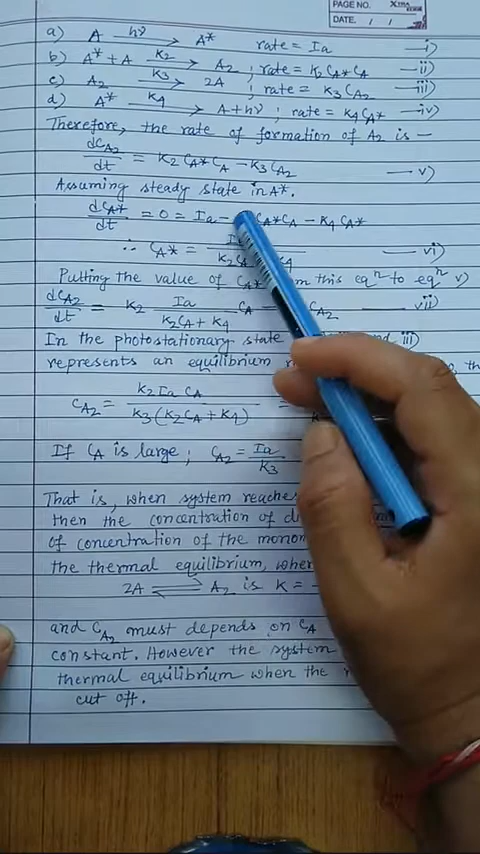 PAGE NO.
DATE. / /
a) A hν→ A* rate = Ia —i)
b) A* + A K2→ A2 ; rate = K2 CA* CA —ii)
c) A2 K3→ 2A ; rate = K3 CA2 —iii)
d) A* K4→ A + hν ; rate = K4 CA* —iv)
Therefore, the rate of formation of A2 is —
dCA2/dt = K2 CA* CA - K3 CA2 —v)
Assuming steady state in A*.
dCA*/dt = 0 = Ia - CA* CA - K4 CA*
∴ CA* = —vi)
Putting the value of this eqn to eqn v)
dCA2/dt = K2 Ia/(K2CA + K4) CA CA2 —vii)
In the photostationary state iii)
represents an equilibrium
CA2 = K2 Ia CA / K3(K2CA + K4) =
If CA is large ; CA2 = Ia/K3
That is, when system reaches
then the concentration of
of concentration of the
the thermal equilibrium,
2A ⇌ A2 is K =
and CA2 must depends on CA
constant. However the system
thermal equilibrium when the
cut off.